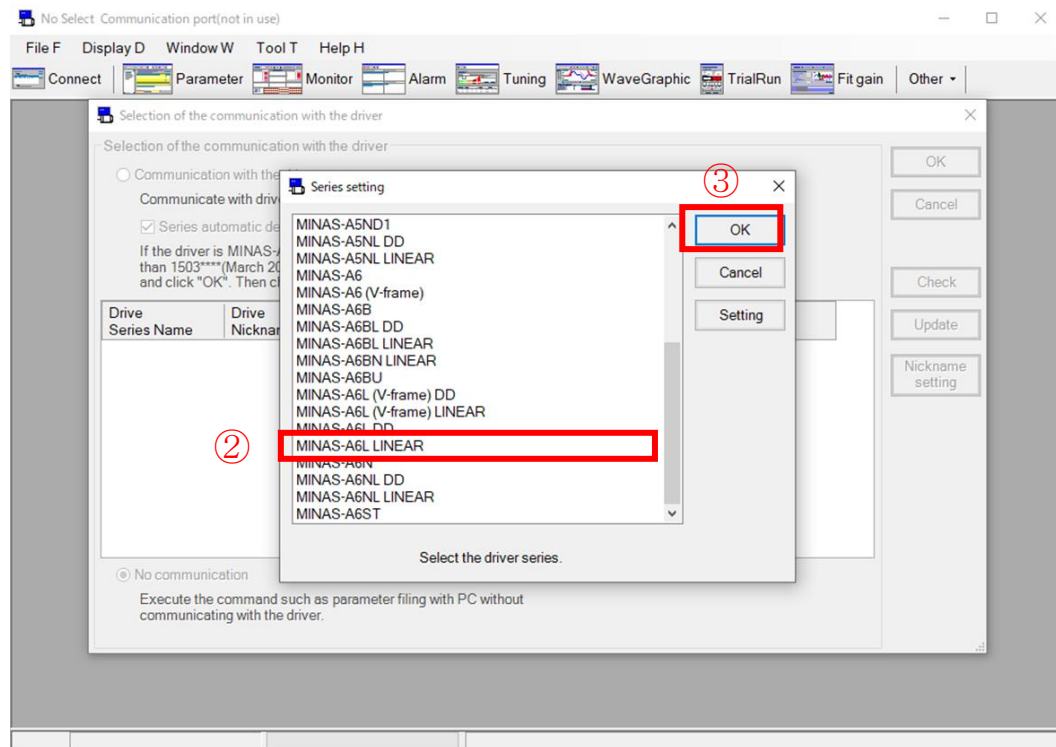 No Select Communication port(not in use)
File F Display D Window W Tool T Help H
Connect Parameter Monitor Alarm Tuning WaveGraphic TrialRun Fit gain Other
Selection of the communication with the driver
Selection of the communication with the driver
Communication with the
Communicate with driv
Series automatic de
If the driver is MINAS-
than 1503****(March 20
and click "OK". Then cl
Drive
Series Name
Drive
Nicknar
No communication
Execute the command such as parameter filing with PC without
communicating with the driver.
OK
Cancel
Check
Update
Nickname
setting
Series setting
③
MINAS-A5ND1
MINAS-A5NL DD
MINAS-A5NL LINEAR
MINAS-A6
MINAS-A6 (V-frame)
MINAS-A6B
MINAS-A6BL DD
MINAS-A6BL LINEAR
MINAS-A6BN LINEAR
MINAS-A6BU
MINAS-A6L (V-frame) DD
MINAS-A6L (V-frame) LINEAR
MINAS-A6L DD
②
MINAS-A6L LINEAR
MINAS-A6N
MINAS-A6NL DD
MINAS-A6NL LINEAR
MINAS-A6ST
OK
Cancel
Setting
Select the driver series.